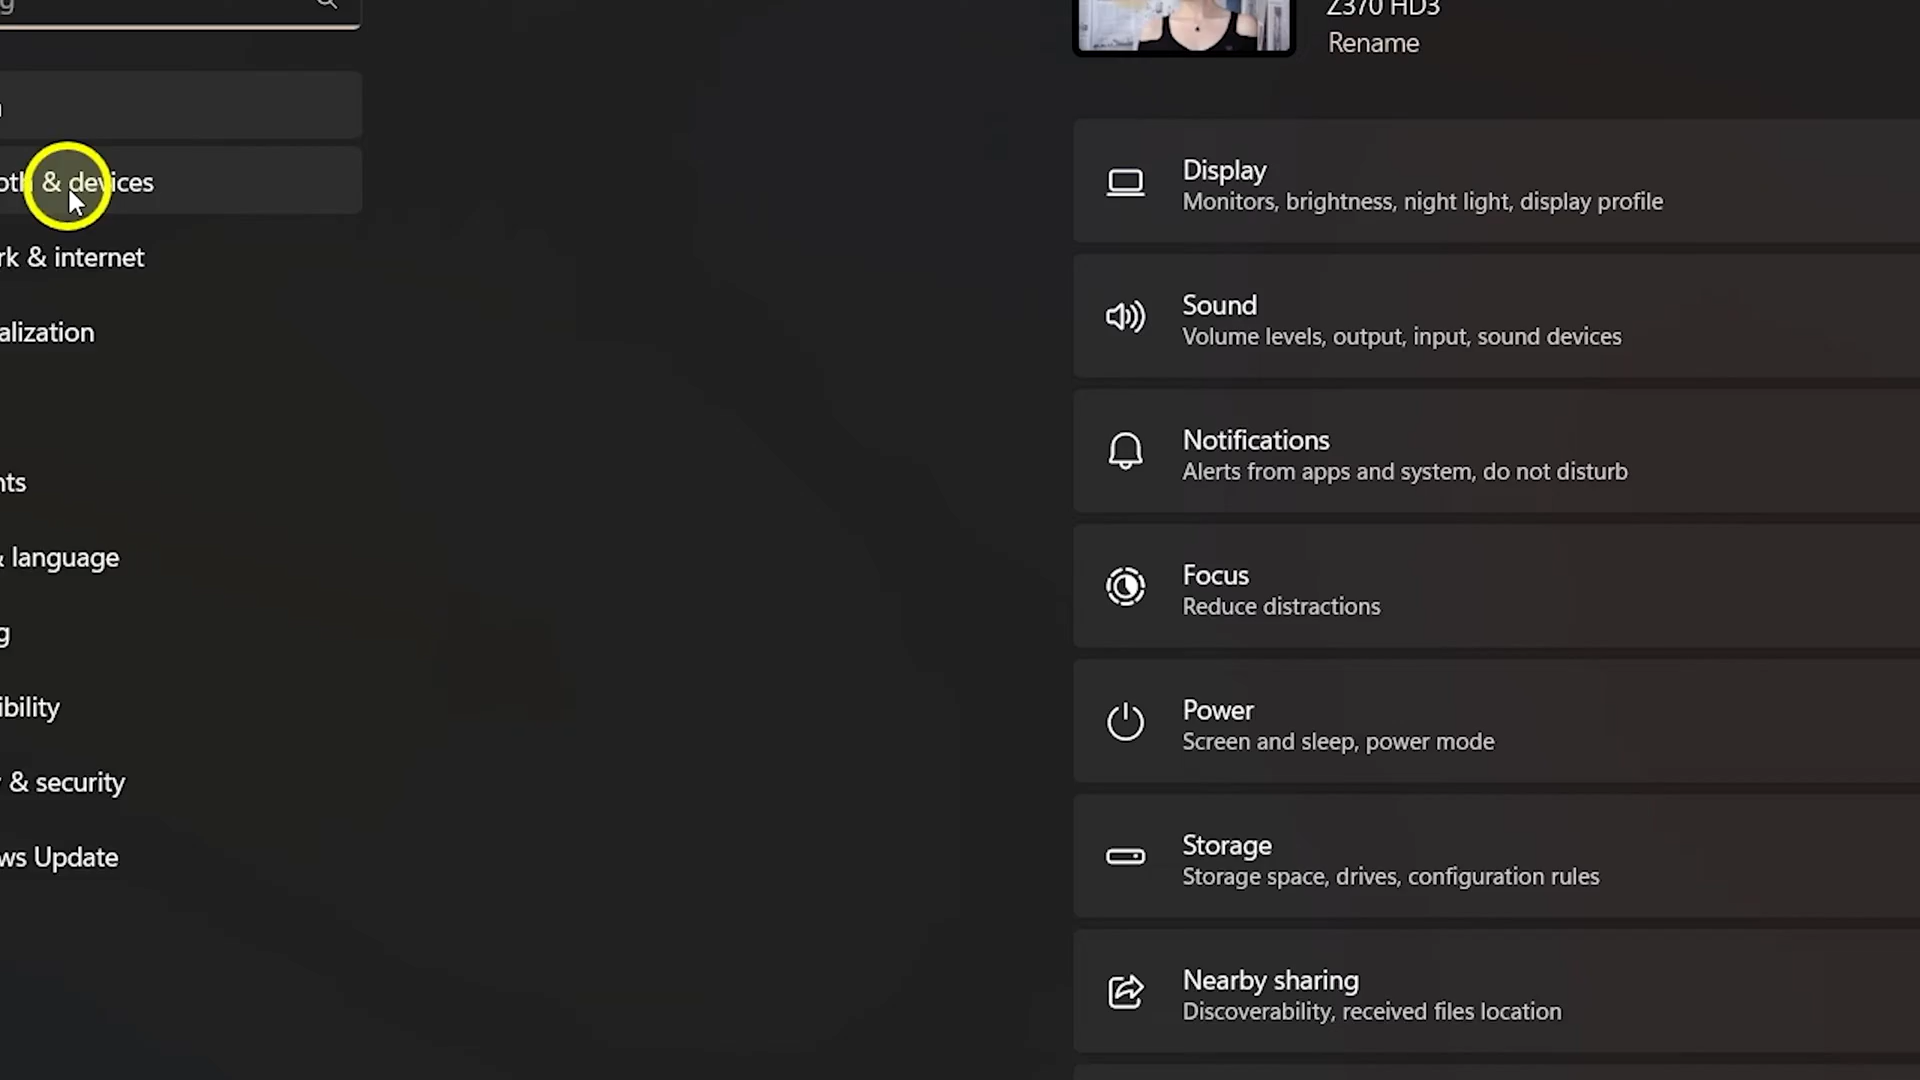 Z370 HD3
Rename
oth & devices
rk & internet
alization
nts
& language
g
ibility
& security
ws Update
Display
Monitors, brightness, night light, display profile
Sound
Volume levels, output, input, sound devices
Notifications
Alerts from apps and system, do not disturb
Focus
Reduce distractions
Power
Screen and sleep, power mode
Storage
Storage space, drives, configuration rules
Nearby sharing
Discoverability, received files location